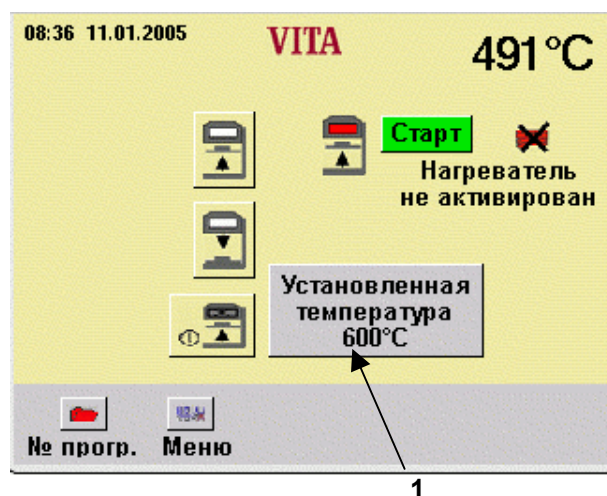 08:36 11.01.2005
VITA
491°C
Старт
Нагреватель
не активирован
Установленная
температура
600°C
№ прогр.
Меню
1